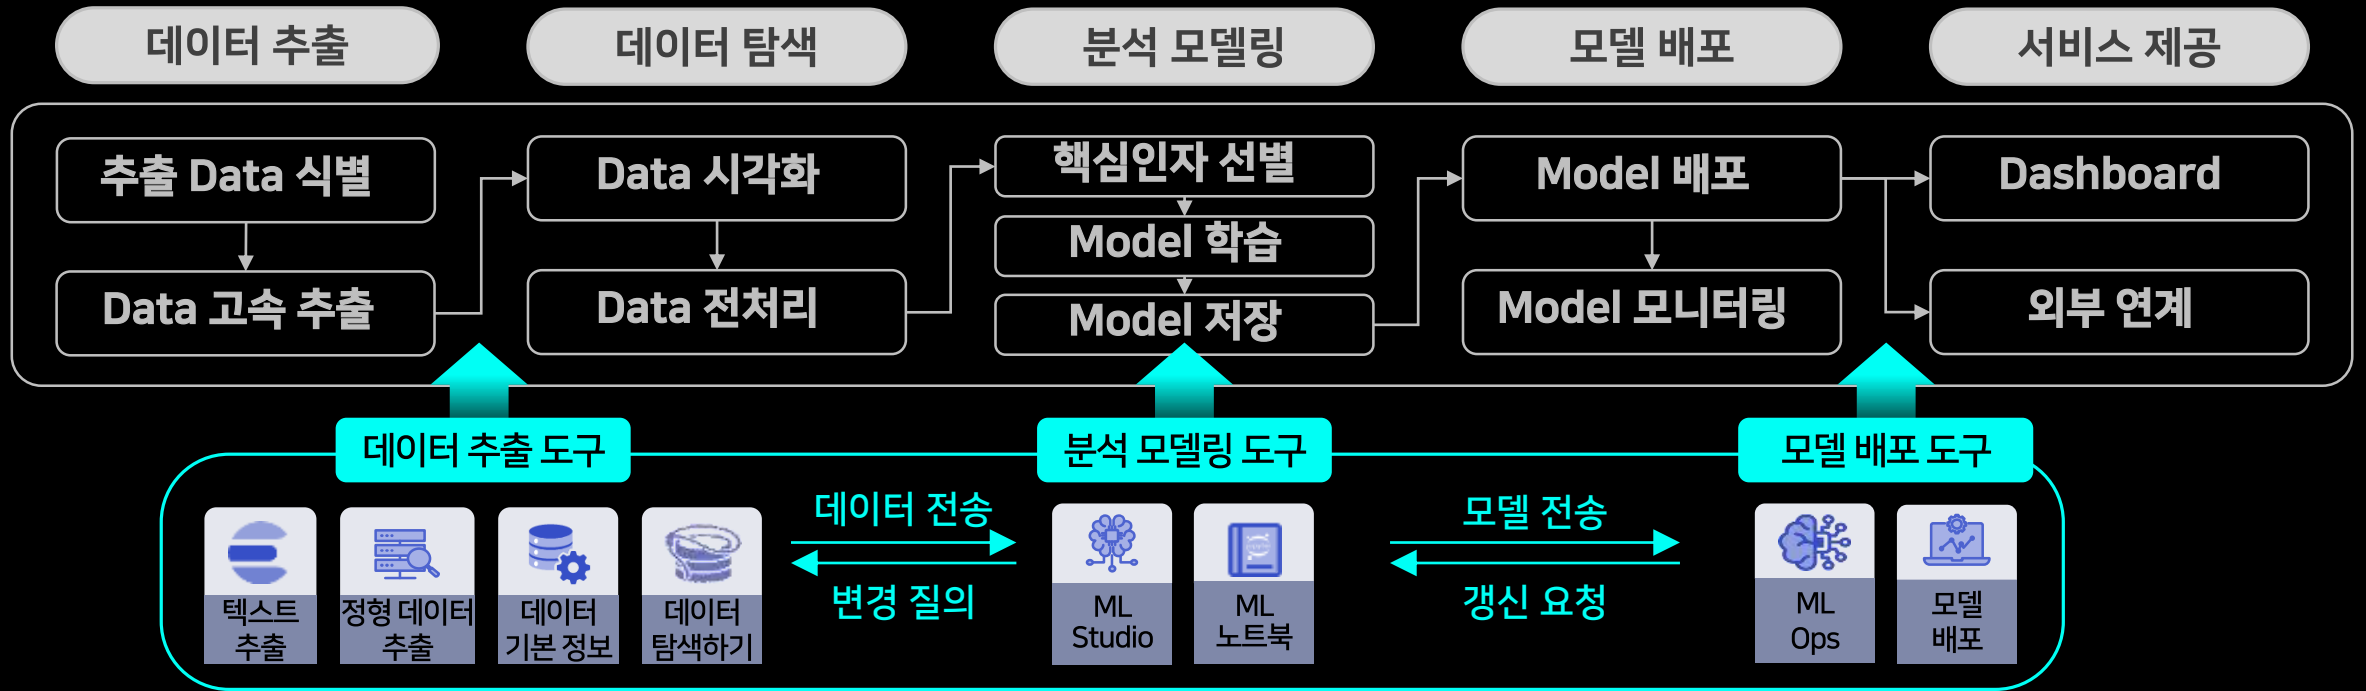 데이터 추출
데이터 탐색
분석 모델링
모델 배포
서비스 제공
추출 Data 식별
Data 고속 추출
Data 시각화
Data 전처리
핵심인자 선별
Model 학습
Model 저장
Model 배포
Model 모니터링
Dashboard
외부 연계
데이터 추출 도구
분석 모델링 도구
모델 배포 도구
텍스트
추출
정형 데이터
추출
데이터
기본 정보
데이터
탐색하기
데이터 전송
변경 질의
ML
Studio
ML
노트북
모델 전송
갱신 요청
ML
Ops
모델
배포